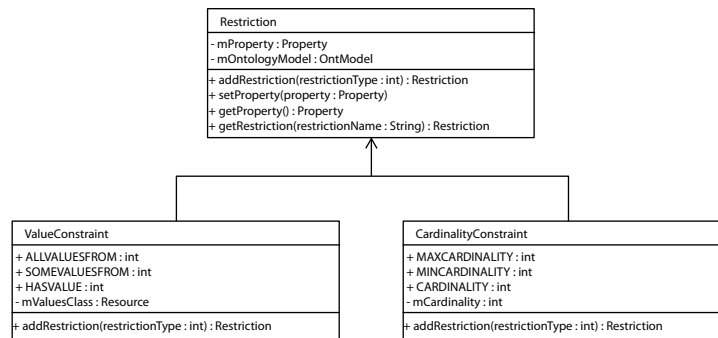 Restriction
- mProperty : Property
- mOntologyModel : OntModel
+ addRestriction(restrictionType : int) : Restriction
+ setProperty(property : Property)
+ getProperty() : Property
+ getRestriction(restrictionName : String) : Restriction
ValueConstraint
+ ALLVALUESFROM : int
+ SOMEVALUESFROM : int
+ HASVALUE : int
- mValuesClass : Resource
+ addRestriction(restrictionType : int) : Restriction
CardinalityConstraint
+ MAXCARDINALITY : int
+ MINCARDINALITY : int
+ CARDINALITY : int
- mCardinality : int
+ addRestriction(restrictionType : int) : Restriction